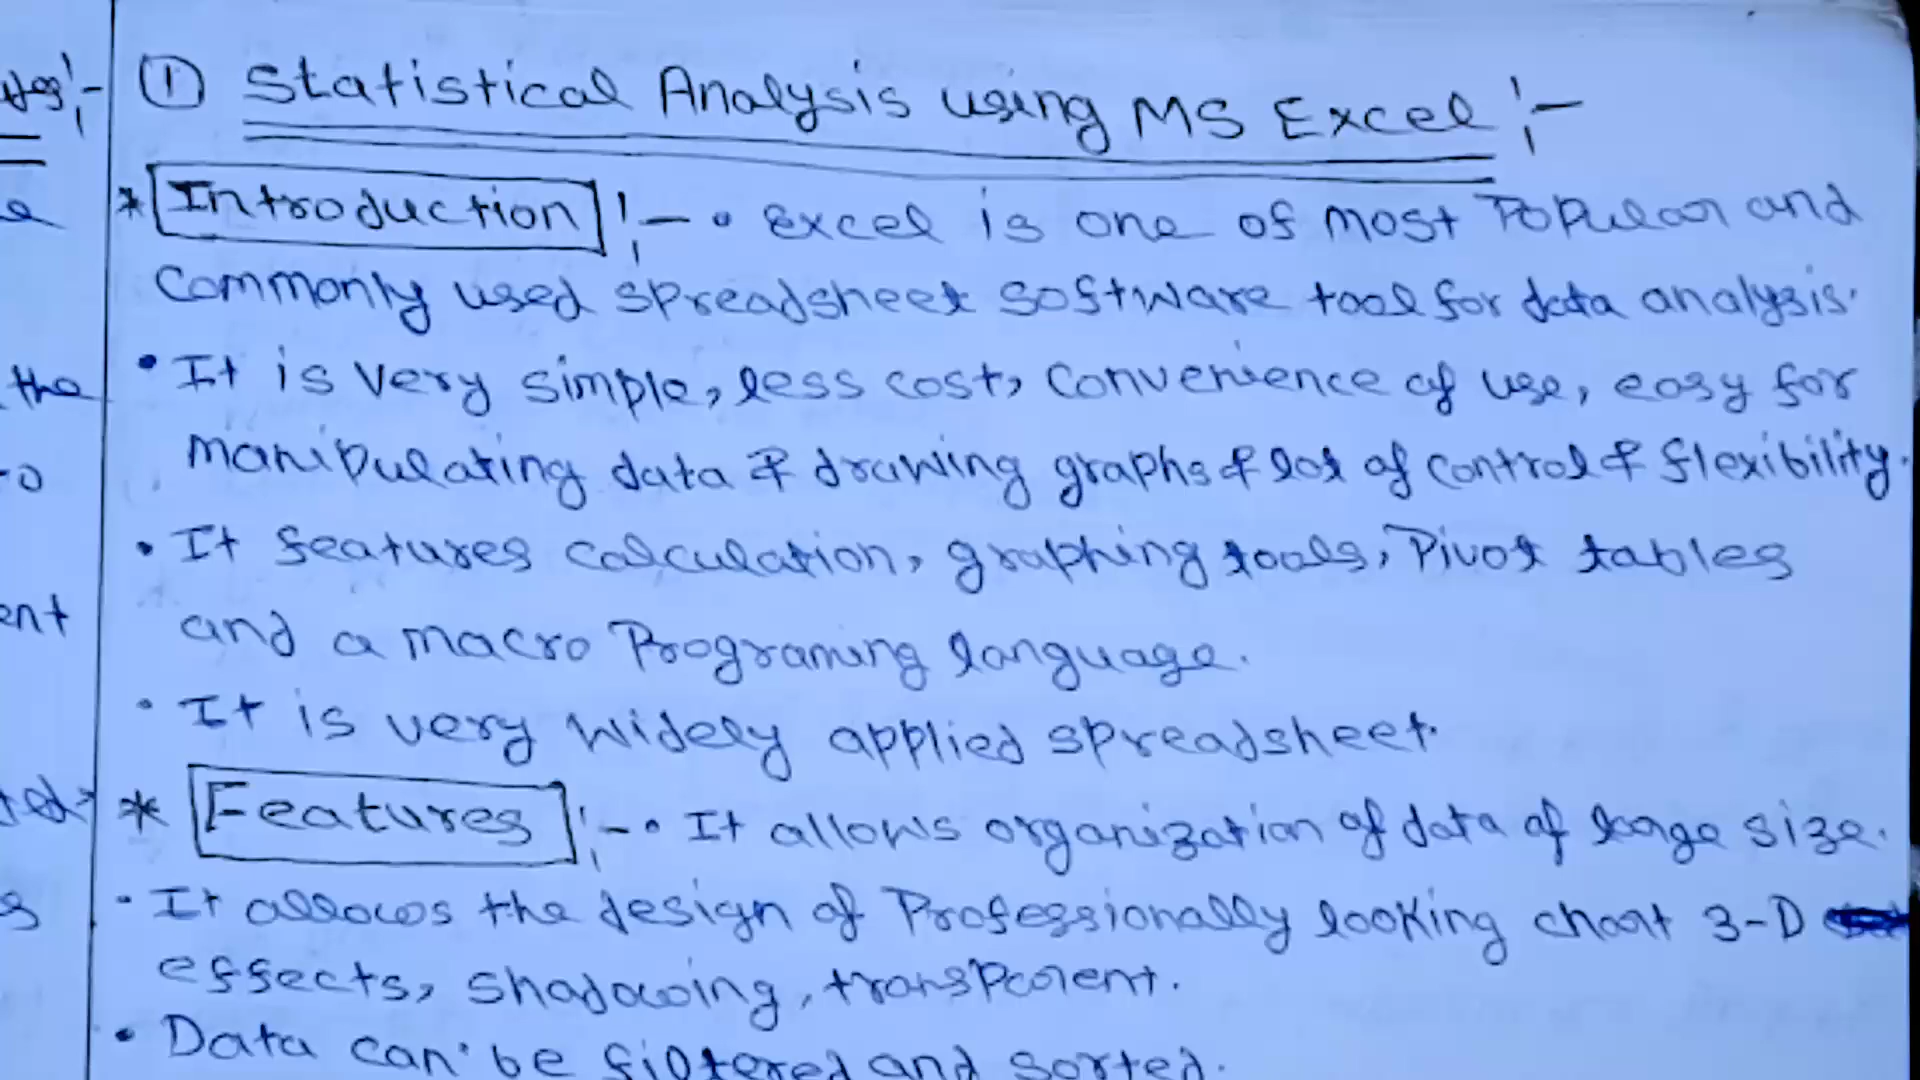 ① Statistical Analysis using MS Excel :-
* Introduction :- • Excel is one of most Popular and
Commonly used spreadsheet software tool for data analysis.
• It is very simple, less cost, Convenience of use, easy for
manipulating data & drawing graphs & lot of control & flexibility.
• It features calculation, graphing tools, Pivot tables
and a macro Programing language.
• It is very widely applied spreadsheet.
* Features :- • It allows organization of data of large size.
• It allows the design of Professionally looking chart 3-D
effects, shadowing, transparent.
• Data can be filtered and sorted.
the
ent